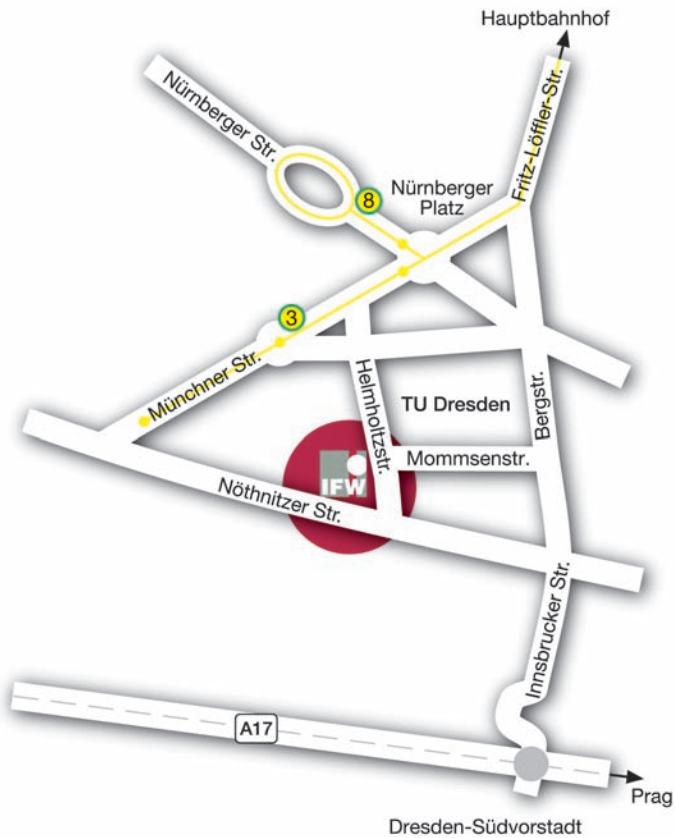 Hauptbahnhof
Nürnberger Str.
Fritz-Löffler-Str.
8
Nürnberger
Platz
3
Münchner Str.
Helmholtzstr.
TU Dresden
Bergstr.
Mommsenstr.
IFW
Nöthnitzer Str.
Innsbrucker Str.
A17
Prag
Dresden-Südvorstadt